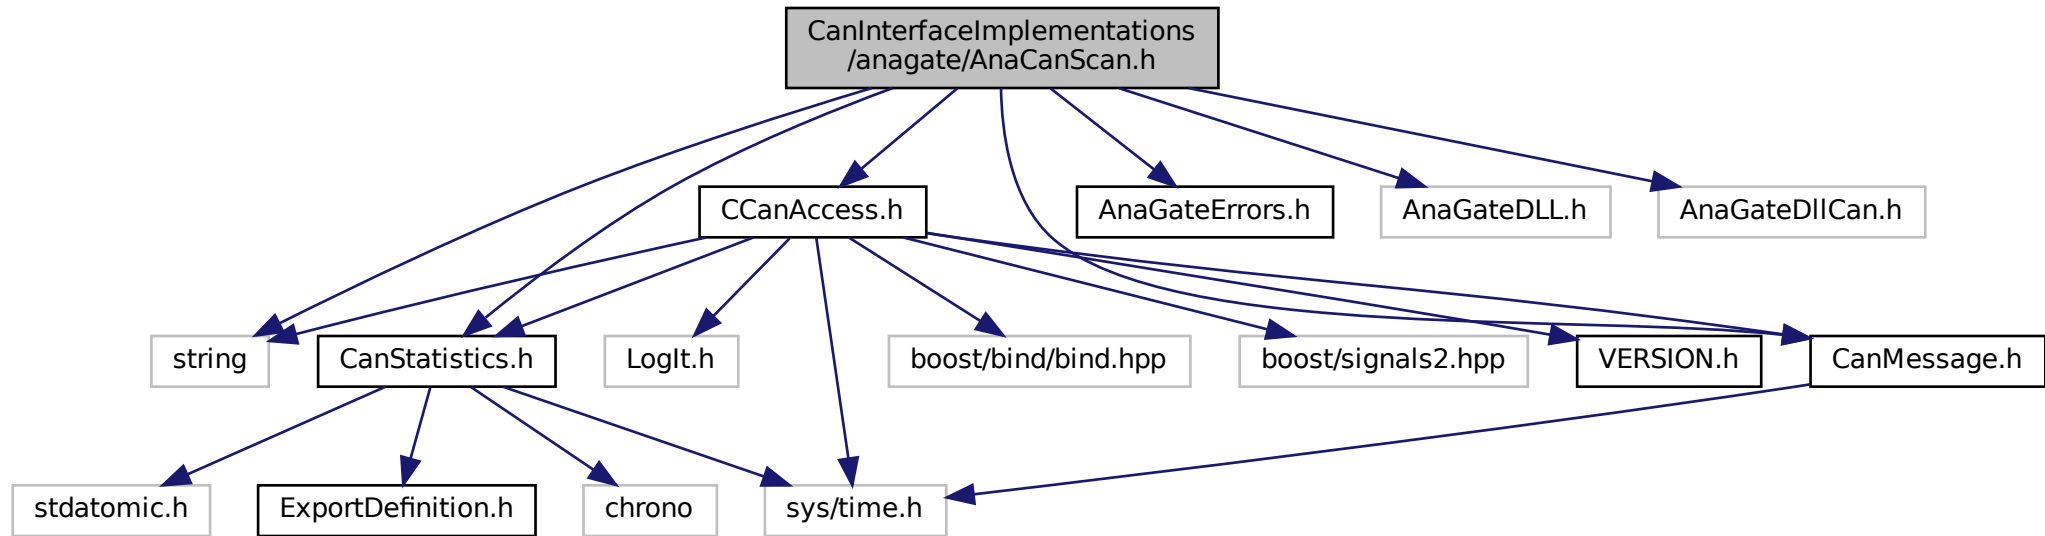 CanInterfaceImplementations
/anagate/AnaCanScan.h
CCanAccess.h
AnaGateErrors.h
AnaGateDLL.h
AnaGateDllCan.h
string
CanStatistics.h
LogIt.h
boost/bind/bind.hpp
boost/signals2.hpp
VERSION.h
CanMessage.h
stdatomic.h
ExportDefinition.h
chrono
sys/time.h